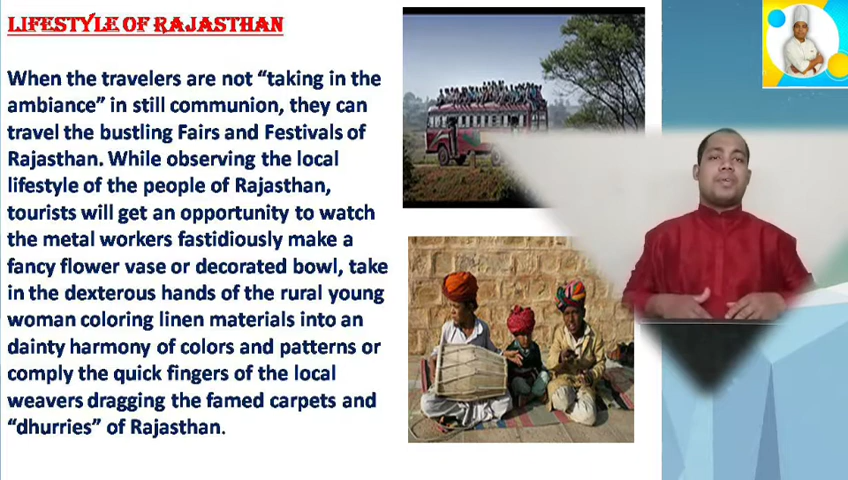 LIFESTYLE OF RAJASTHAN
When the travelers are not “taking in the
ambiance” in still communion, they can
travel the bustling Fairs and Festivals of
Rajasthan. While observing the local
lifestyle of the people of Rajasthan,
tourists will get an opportunity to watch
the metal workers fastidiously make a
fancy flower vase or decorated bowl, take
in the dexterous hands of the rural young
woman coloring linen materials into an
dainty harmony of colors and patterns or
comply the quick fingers of the local
weavers dragging the famed carpets and
“dhurries” of Rajasthan.